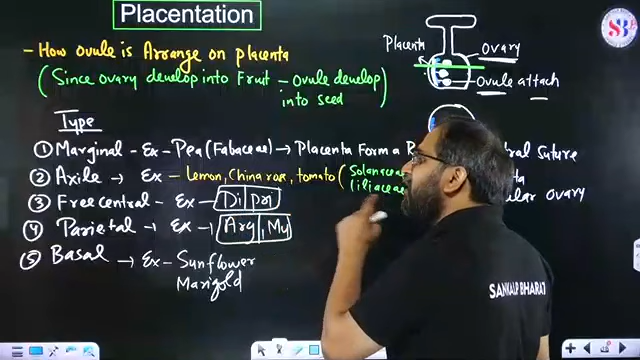 Placentation
- How ovule is Arrange on placenta
(Since ovary develop into Fruit - ovule develop into seed)
Placenta
ovary
ovule attach
Type
① Marginal - Ex - Pea (Fabaceae) → Placenta Form a R
Suture
② Axile → Ex - Lemon, China rose, tomato (Solanaceae
Liliaceae
③ Free central - Ex - Di Pri
ovary
④ Parietal → Ex → Arg, Mu
⑤ Basal → Ex - Sunflower
Marigold
SANKALP BHARAT
SB